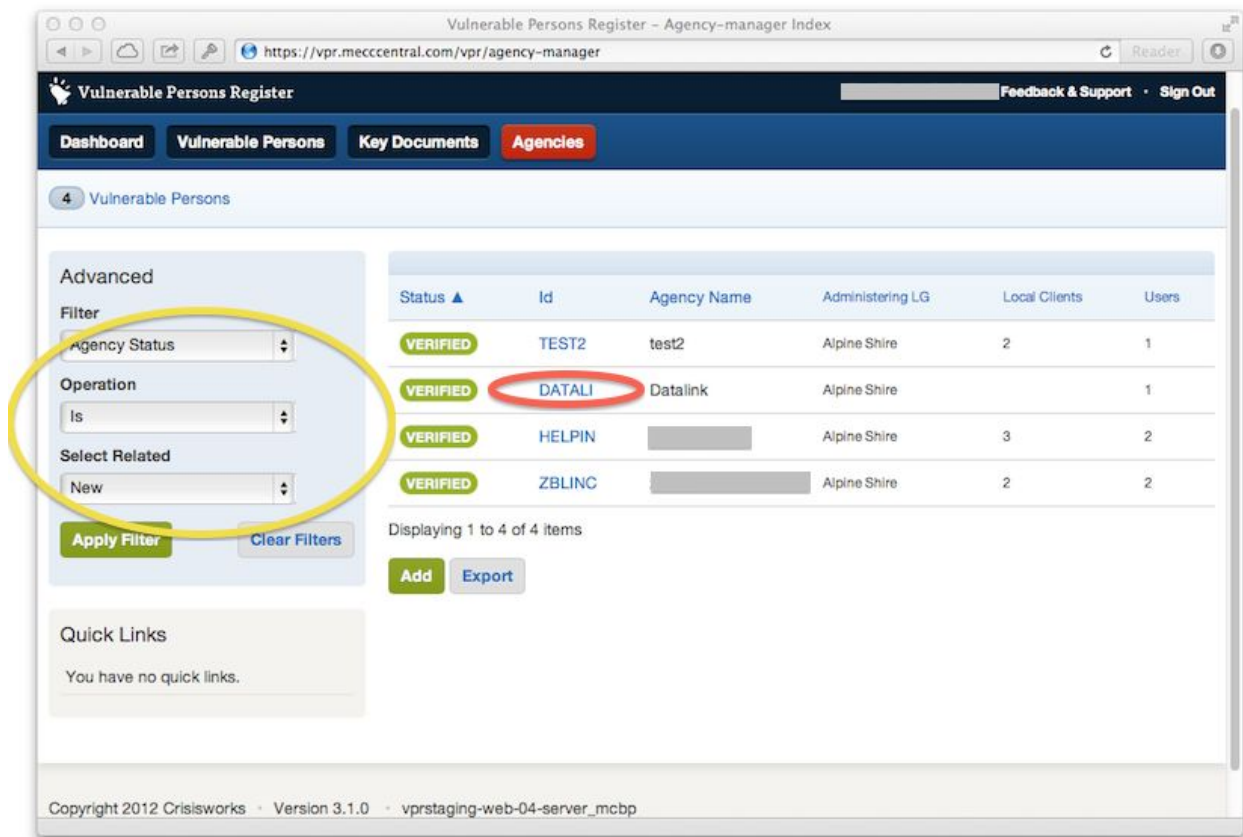 Vulnerable Persons Register – Agency-manager Index
https://vpr.mecccentral.com/vpr/agency-manager Reader
Vulnerable Persons Register Feedback & Support · Sign Out
Dashboard Vulnerable Persons Key Documents Agencies
4 Vulnerable Persons
Advanced
Filter
Agency Status
Operation
Is
Select Related
New
Apply Filter Clear Filters
Quick Links
You have no quick links.
Status ▲ Id Agency Name Administering LG Local Clients Users
VERIFIED TEST2 test2 Alpine Shire 2 1
VERIFIED DATALI Datalink Alpine Shire 1
VERIFIED HELPIN Alpine Shire 3 2
VERIFIED ZBLINC Alpine Shire 2 2
Displaying 1 to 4 of 4 items
Add Export
Copyright 2012 Crisisworks · Version 3.1.0 · vprstaging-web-04-server_mcbp